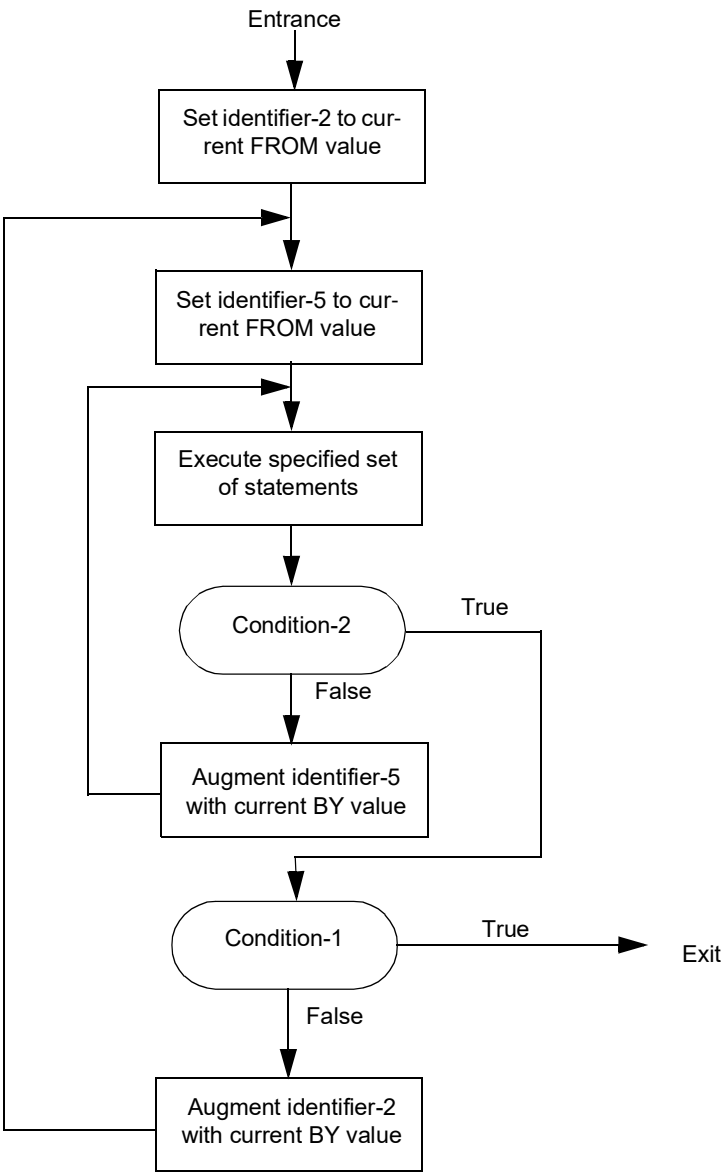 Entrance
Set identifier-2 to cur-
rent FROM value
Set identifier-5 to cur-
rent FROM value
Execute specified set
of statements
Condition-2
True
False
Augment identifier-5
with current BY value
Condition-1
True
Exit
False
Augment identifier-2
with current BY value